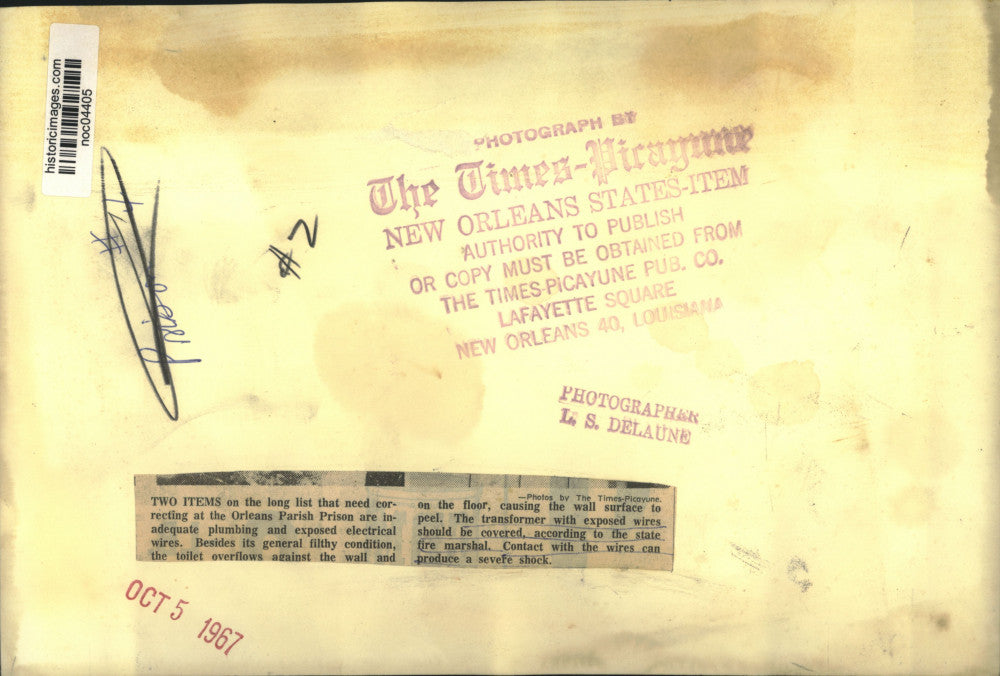 historicimages.com
noc04405
PHOTOGRAPH BY
The Times-Picayune
NEW ORLEANS STATES-ITEM
AUTHORITY TO PUBLISH
OR COPY MUST BE OBTAINED FROM
THE TIMES-PICAYUNE PUB. CO.
LAFAYETTE SQUARE
NEW ORLEANS 40, LOUISIANA
#2
Prison
PHOTOGRAPHER
L. S. DELAUNE
TWO ITEMS on the long list that need cor-
recting at the Orleans Parish Prison are in-
adequate plumbing and exposed electrical
wires. Besides its general filthy condition,
the toilet overflows against the wall and
—Photos by The Times-Picayune.
on the floor, causing the wall surface to
peel. The transformer with exposed wires
should be covered, according to the state
fire marshal. Contact with the wires can
produce a severe shock.
OCT 5 1967